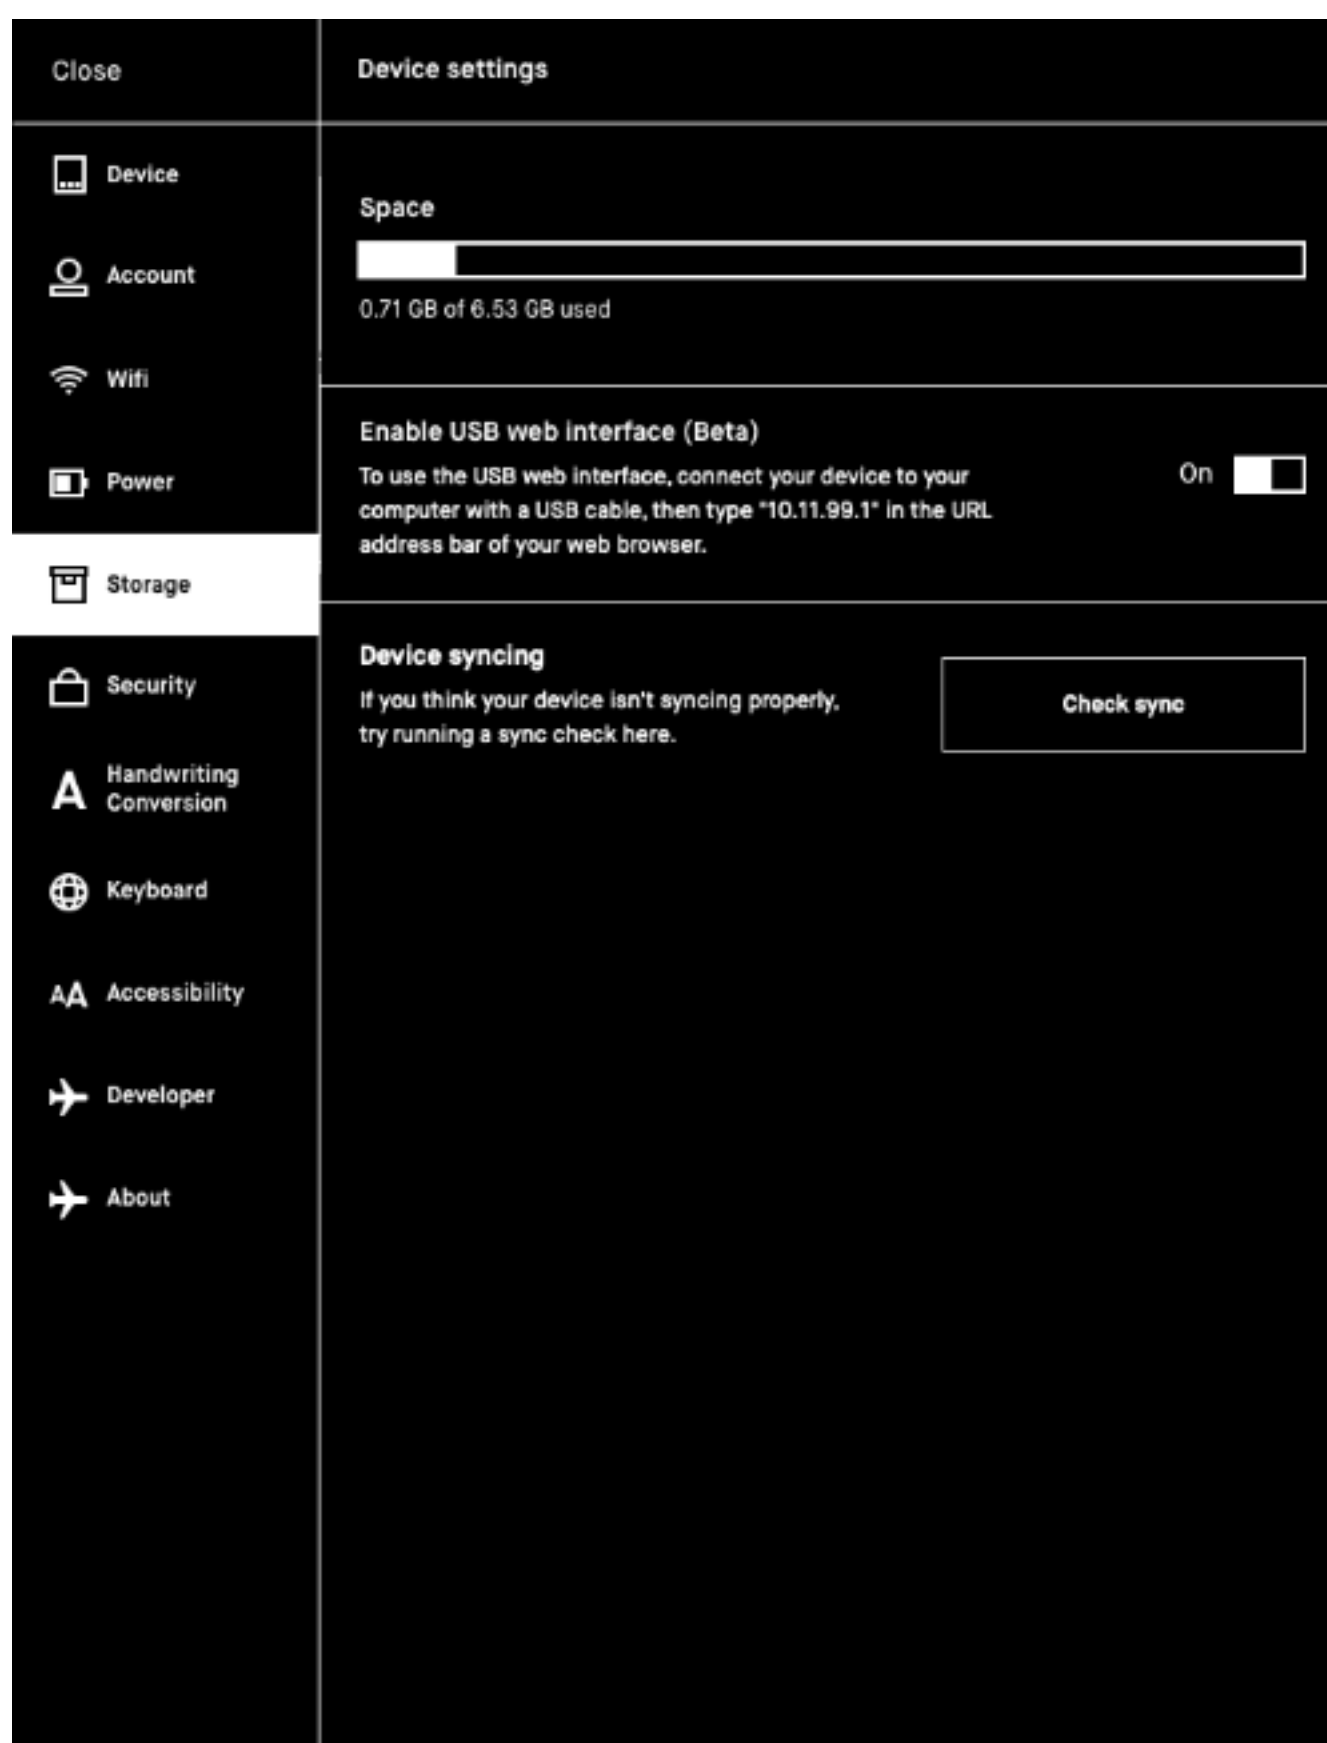 Close
Device settings
Device
Account
Wifi
Power
Storage
Security
Handwriting
Conversion
Keyboard
Accessibility
Developer
About
Space
0.71 GB of 6.53 GB used
Enable USB web interface (Beta)
To use the USB web interface, connect your device to your
computer with a USB cable, then type "10.11.99.1" in the URL
address bar of your web browser.
On
Device syncing
If you think your device isn't syncing properly,
try running a sync check here.
Check sync